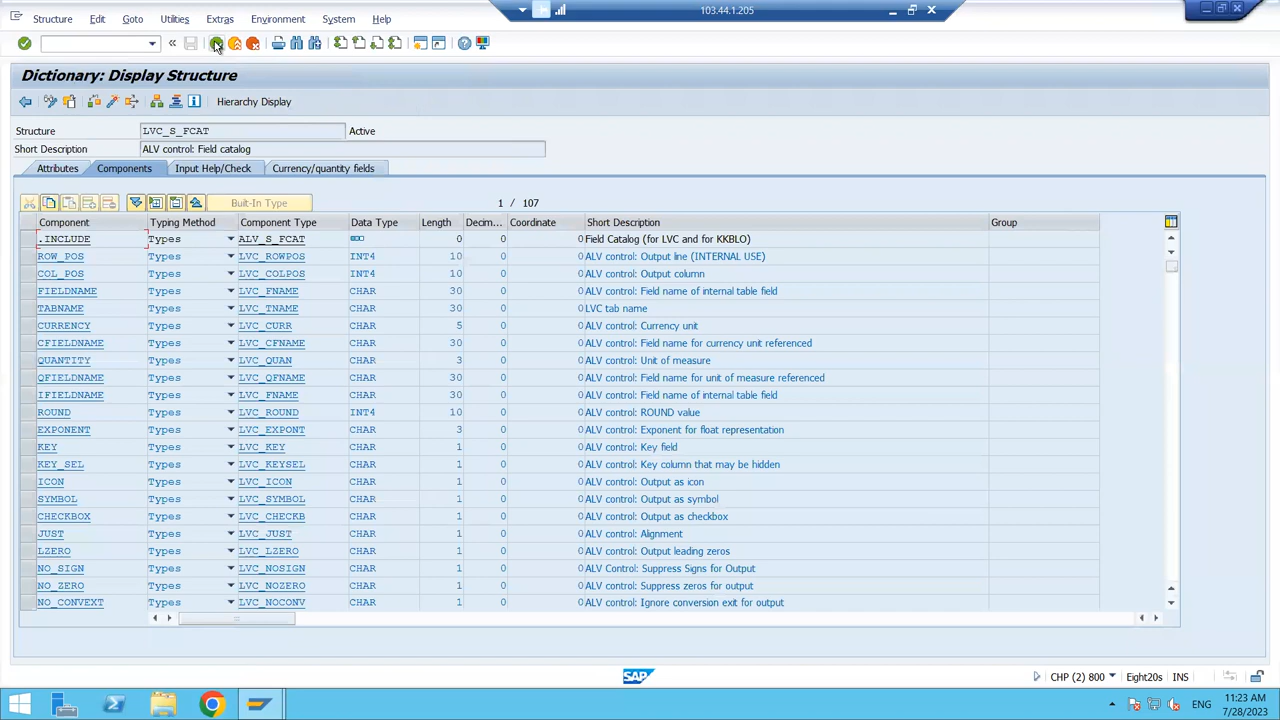 Structure Edit Goto Utilities Extras Environment System Help
103.44.1.205
Dictionary: Display Structure
Hierarchy Display
Structure LVC_S_FCAT Active
Short Description ALV control: Field catalog
Attributes Components Input Help/Check Currency/quantity fields
Built-In Type 1 / 107
Component Typing Method Component Type Data Type Length Decim... Coordinate Short Description Group
.INCLUDE Types ALV_S_FCAT 0 0 0 Field Catalog (for LVC and for KKBLO)
ROW_POS Types LVC_ROWPOS INT4 10 0 0 ALV control: Output line (INTERNAL USE)
COL_POS Types LVC_COLPOS INT4 10 0 0 ALV control: Output column
FIELDNAME Types LVC_FNAME CHAR 30 0 0 ALV control: Field name of internal table field
TABNAME Types LVC_TNAME CHAR 30 0 0 LVC tab name
CURRENCY Types LVC_CURR CHAR 5 0 0 ALV control: Currency unit
CFIELDNAME Types LVC_CFNAME CHAR 30 0 0 ALV control: Field name for currency unit referenced
QUANTITY Types LVC_QUAN CHAR 3 0 0 ALV control: Unit of measure
QFIELDNAME Types LVC_QFNAME CHAR 30 0 0 ALV control: Field name for unit of measure referenced
IFIELDNAME Types LVC_FNAME CHAR 30 0 0 ALV control: Field name of internal table field
ROUND Types LVC_ROUND INT4 10 0 0 ALV control: ROUND value
EXPONENT Types LVC_EXPONT CHAR 3 0 0 ALV control: Exponent for float representation
KEY Types LVC_KEY CHAR 1 0 0 ALV control: Key field
KEY_SEL Types LVC_KEYSEL CHAR 1 0 0 ALV control: Key column that may be hidden
ICON Types LVC_ICON CHAR 1 0 0 ALV control: Output as icon
SYMBOL Types LVC_SYMBOL CHAR 1 0 0 ALV control: Output as symbol
CHECKBOX Types LVC_CHECKB CHAR 1 0 0 ALV control: Output as checkbox
JUST Types LVC_JUST CHAR 1 0 0 ALV control: Alignment
LZERO Types LVC_LZERO CHAR 1 0 0 ALV control: Output leading zeros
NO_SIGN Types LVC_NOSIGN CHAR 1 0 0 ALV Control: Suppress Signs for Output
NO_ZERO Types LVC_NOZERO CHAR 1 0 0 ALV control: Suppress zeros for output
NO_CONVEXT Types LVC_NOCONV CHAR 1 0 0 ALV control: Ignore conversion exit for output
SAP CHP (2) 800 Eight20s INS
ENG 11:23 AM
7/28/2023